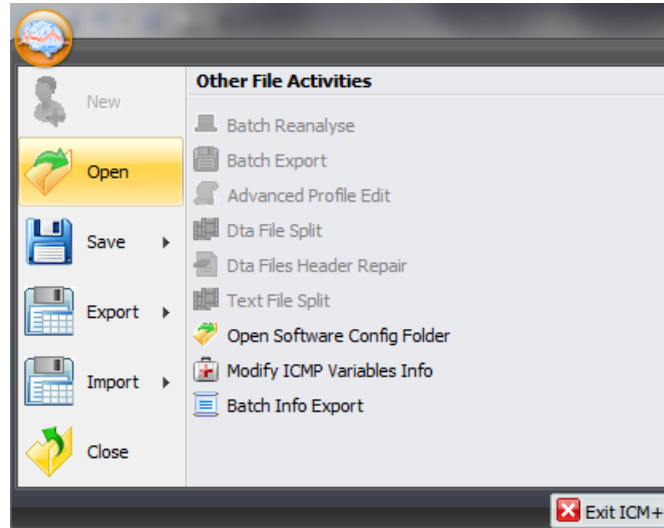 New
Open
Save
Export
Import
Close
Other File Activities
Batch Reanalyse
Batch Export
Advanced Profile Edit
Dta File Split
Dta Files Header Repair
Text File Split
Open Software Config Folder
Modify ICMP Variables Info
Batch Info Export
Exit ICM+